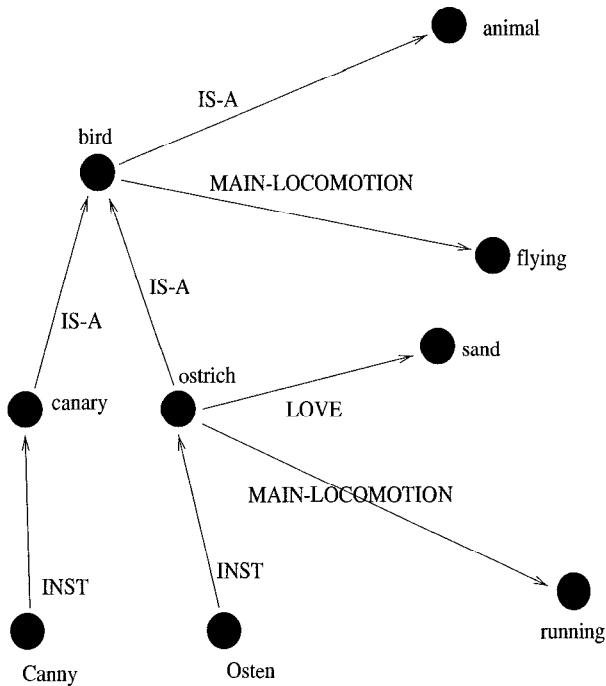 animal
IS-A
bird
MAIN-LOCOMOTION
flying
IS-A
IS-A
sand
ostrich
canary
LOVE
MAIN-LOCOMOTION
INST
INST
running
Canny
Osten